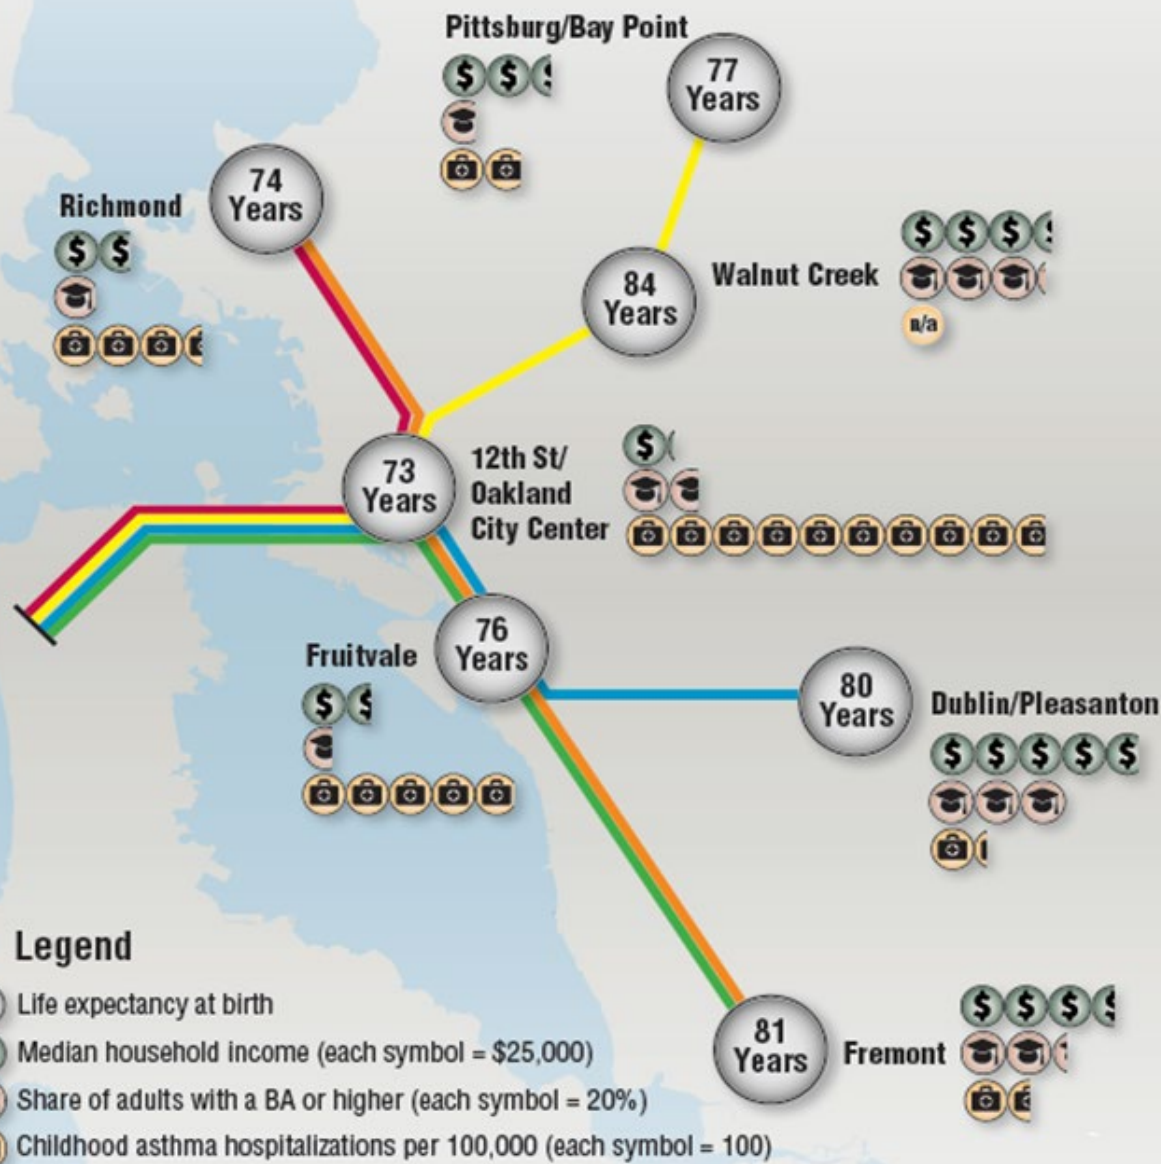 Pittsburg/Bay Point
77
Years
74
Years
Richmond
84
Years
Walnut Creek
n/a
73
Years
12th St/
Oakland
City Center
76
Years
Fruitvale
80
Years
Dublin/Pleasanton
81
Years
Fremont
Legend
Life expectancy at birth
Median household income (each symbol = $25,000)
Share of adults with a BA or higher (each symbol = 20%)
Childhood asthma hospitalizations per 100,000 (each symbol = 100)